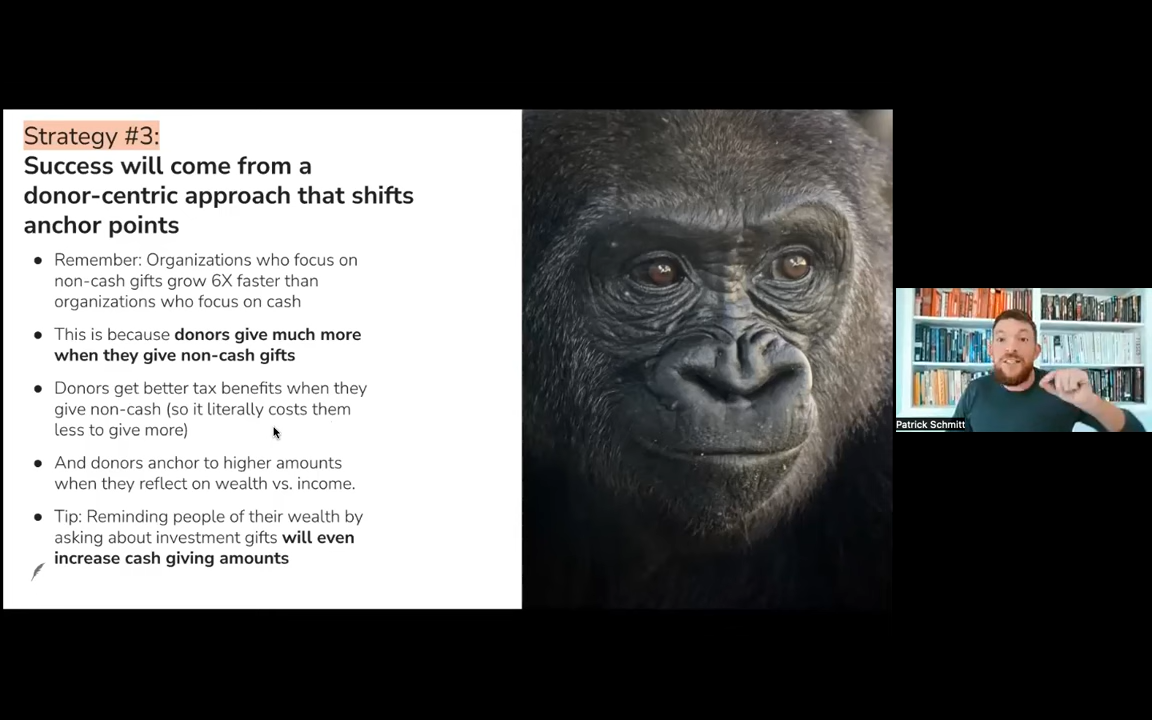 Strategy #3:
Success will come from a
donor-centric approach that shifts
anchor points
● Remember: Organizations who focus on
non-cash gifts grow 6X faster than
organizations who focus on cash
● This is because donors give much more
when they give non-cash gifts
● Donors get better tax benefits when they
give non-cash (so it literally costs them
less to give more)
● And donors anchor to higher amounts
when they reflect on wealth vs. income.
● Tip: Reminding people of their wealth by
asking about investment gifts will even
increase cash giving amounts
Patrick Schmitt